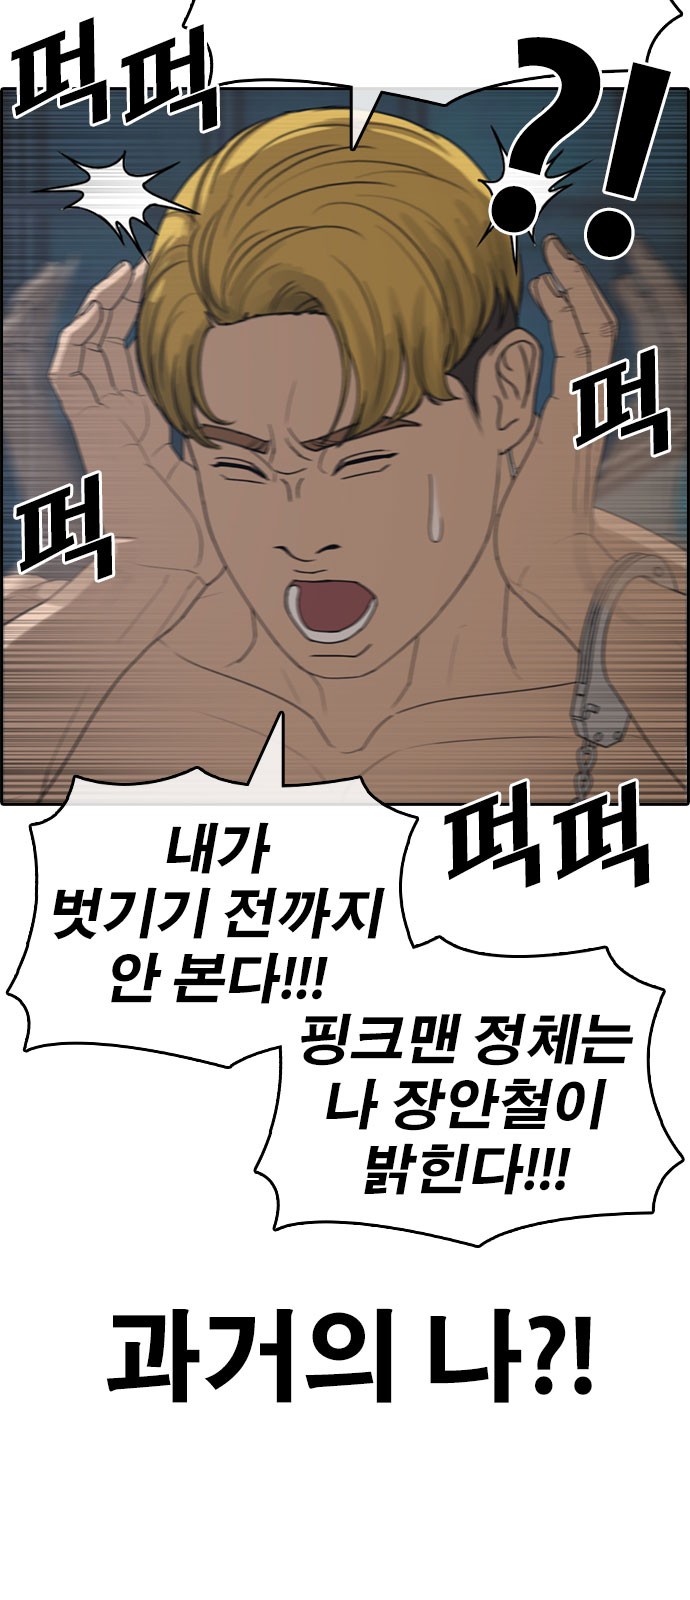 퍽
퍽
?!
퍽
퍽
퍽
퍽
내가
벗기기 전까지
안 본다!!!
핑크맨 정체는
나 장안철이
밝힌다!!!
과거의 나?!